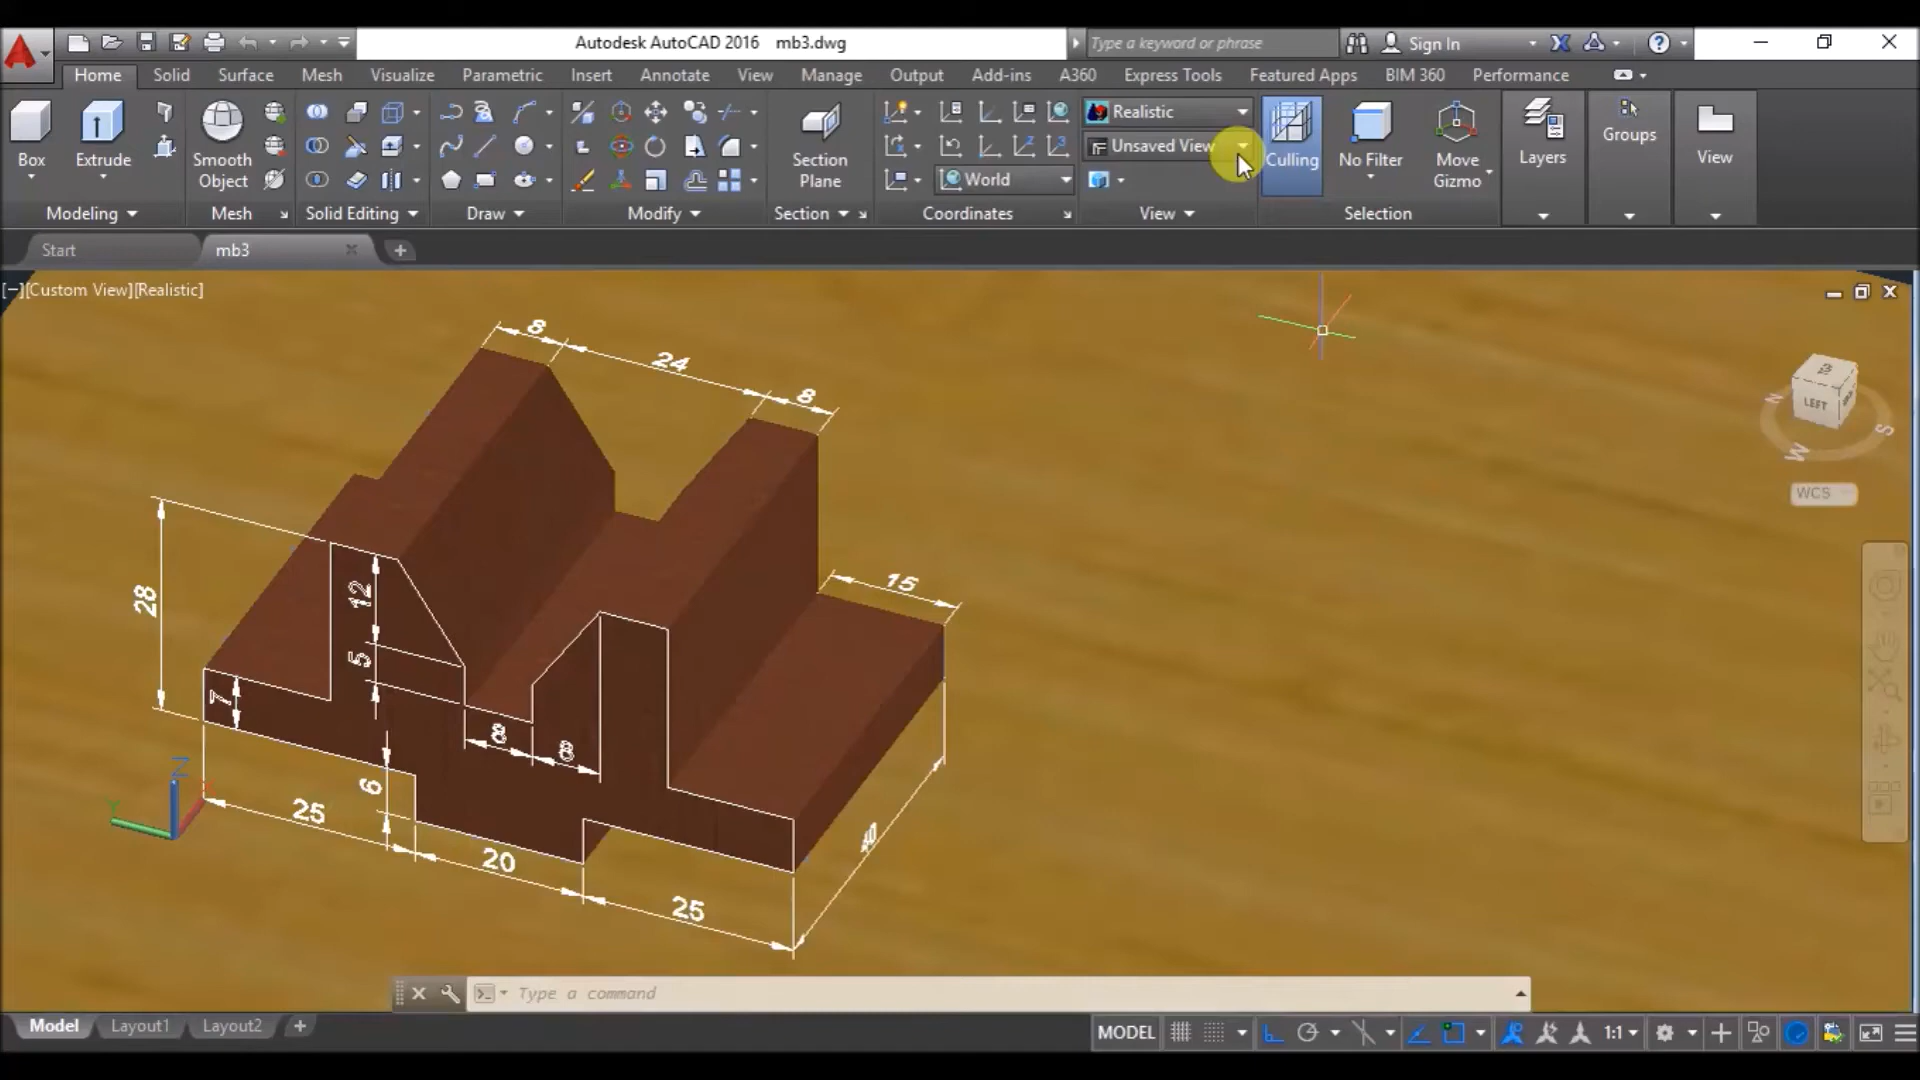 Autodesk AutoCAD 2016 mb3.dwg
Type a keyword or phrase
Sign In
Home Solid Surface Mesh Visualize Parametric Insert Annotate View Manage Output Add-ins A360 Express Tools Featured Apps BIM 360 Performance
Box
Extrude
Smooth
Object
Section
Plane
World
Realistic
Unsaved View
Culling
No Filter
Move
Gizmo
Layers
Groups
View
Modeling
Mesh
Solid Editing
Draw
Modify
Section
Coordinates
View
Selection
Start
mb3
[−][Custom View][Realistic]
8
24
8
LEFT
N
S
W
WCS
28
12
5
15
7
8
8
6
Z
Y
25
20
25
Type a command
Model
Layout1
Layout2
MODEL
1:1